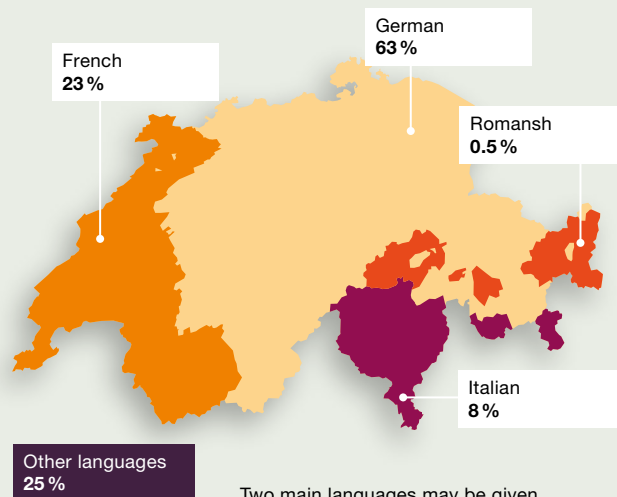 German
63 %
French
23 %
Romansh
0.5 %
Italian
8 %
Other languages
25 %
Two main languages may be given